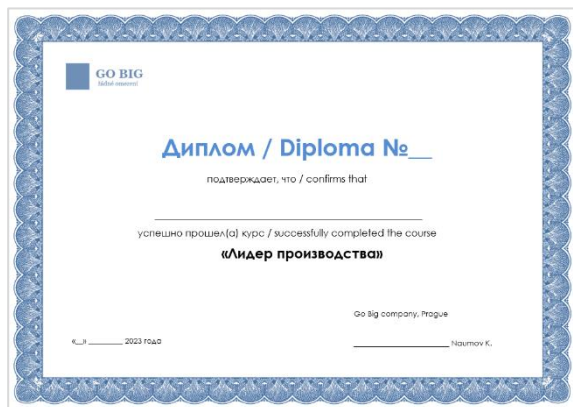 GO BIG
Диплом / Diploma №__
подтверждает, что / confirms that
успешно прошел(а) курс / successfully completed the course
«Лидер производства»
Go Big company, Prague
«__» ________ 2023 года
Naumov K.